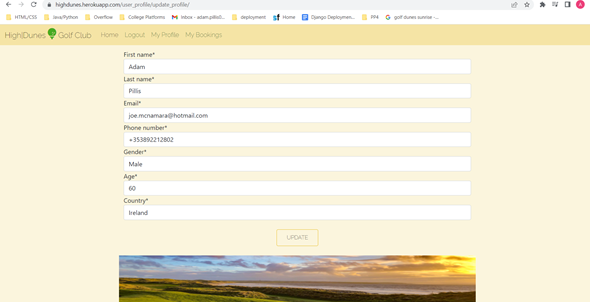 highdunes.herokuapp.com/user_profile/update_profile/
A
HTML/CSS Java/Python Overflow College Platforms Inbox - adam.pillis0... deployment Home Django Deploymen... PP4 golf dunes sunrise -...
High|Dunes Golf Club Home Logout My Profile My Bookings
First name*
Adam
Last name*
Pillis
Email*
joe.mcnamara@hotmail.com
Phone number*
+353892212802
Gender*
Male
Age*
60
Country*
Ireland
UPDATE